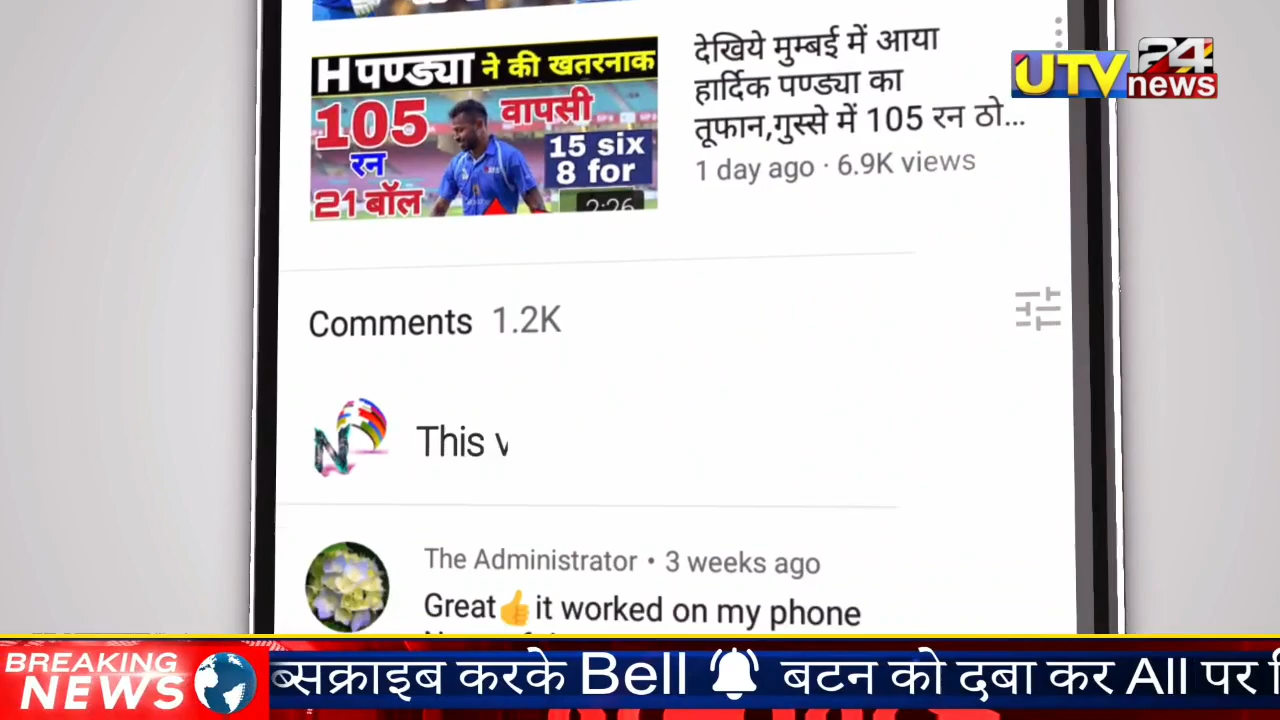 H पण्ड्या ने की खतरनाक
वापसी
105
रन
21 बॉल
15 six
8 for
2:26
देखिये मुम्बई में आया
हार्दिक पण्ड्या का
तूफान,गुस्से में 105 रन ठो...
1 day ago · 6.9K views
UTV 24 news
Comments 1.2K
This v
The Administrator • 3 weeks ago
Great👍it worked on my phone
BREAKING
NEWS
ब्सक्राइब करके Bell 🔔 बटन को दबा कर All पर